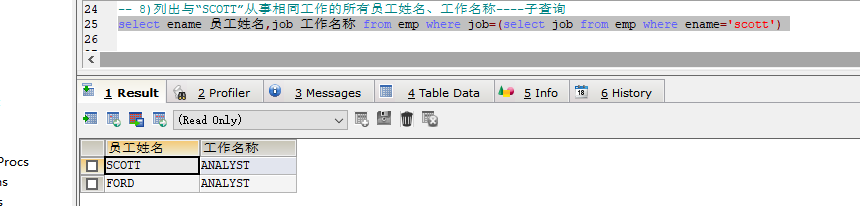 24 -- 8)列出与“SCOTT”从事相同工作的所有员工姓名、工作名称----子查询
25 select ename 员工姓名,job 工作名称 from emp where job=(select job from emp where ename='scott')
26
1 Result 2 Profiler 3 Messages 4 Table Data 5 Info 6 History
(Read Only)
员工姓名 工作名称
SCOTT ANALYST
Procs
FORD ANALYST